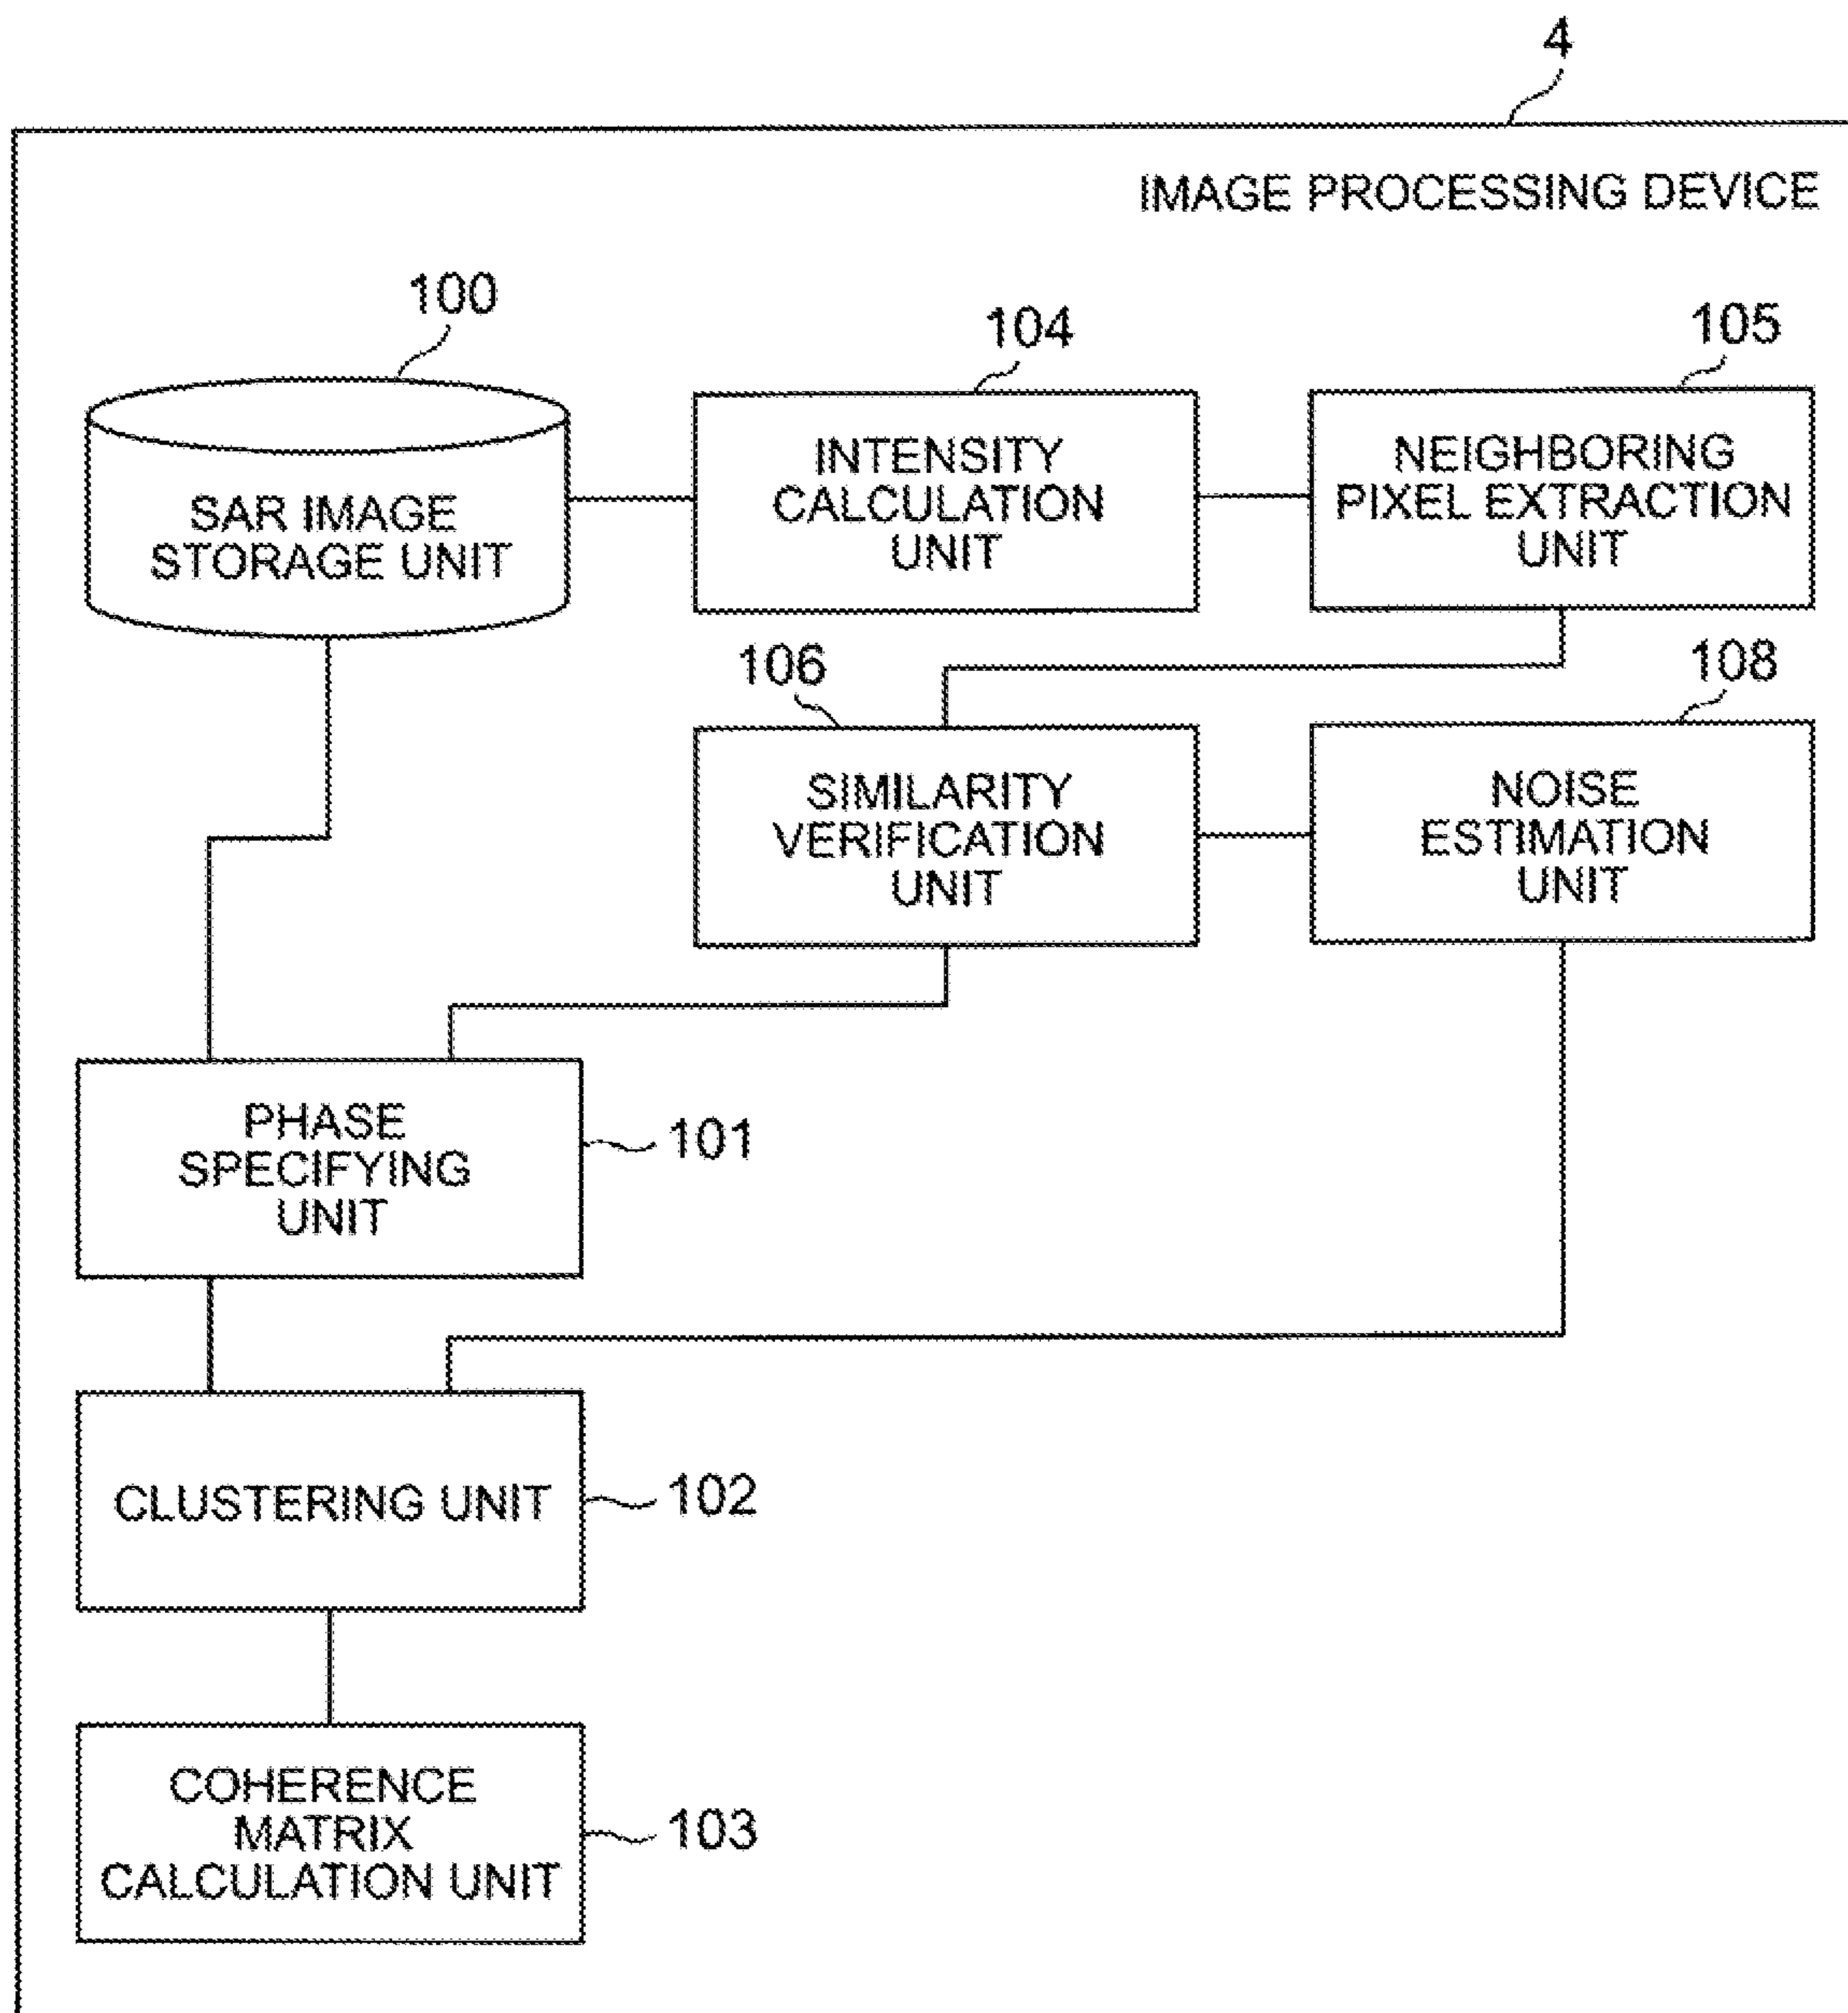 4
IMAGE PROCESSING DEVICE
100
104
105
SAR IMAGE
STORAGE UNIT
INTENSITY
CALCULATION
UNIT
NEIGHBORING
PIXEL EXTRACTION
UNIT
106
108
SIMILARITY
VERIFICATION
UNIT
NOISE
ESTIMATION
UNIT
PHASE
SPECIFYING
UNIT
101
CLUSTERING UNIT
102
COHERENCE
MATRIX
CALCULATION UNIT
103